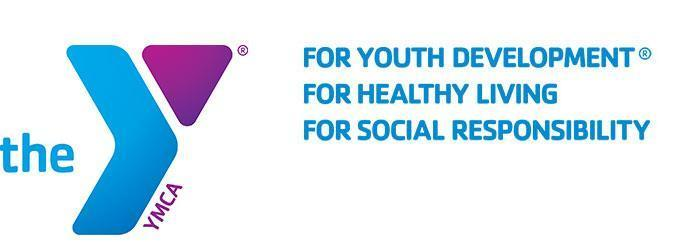 the Y®
YMCA
FOR YOUTH DEVELOPMENT®
FOR HEALTHY LIVING
FOR SOCIAL RESPONSIBILITY